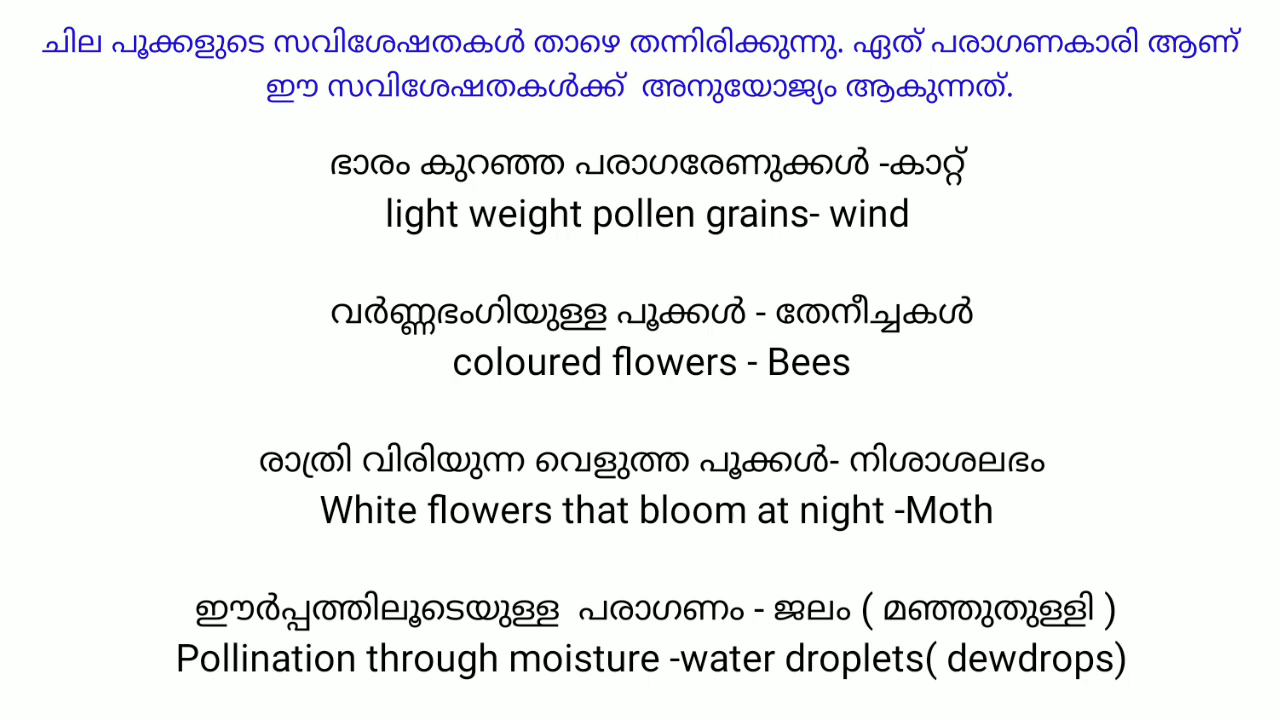 ചില പൂക്കളുടെ സവിശേഷതകൾ താഴെ തന്നിരിക്കുന്നു. ഏത് പരാഗണകാരി ആണ്
ഈ സവിശേഷതകൾക്ക് അനുയോജ്യം ആകുന്നത്.
ഭാരം കുറഞ്ഞ പരാഗരേണുക്കൾ -കാറ്റ്
light weight pollen grains- wind
വർണ്ണഭംഗിയുള്ള പൂക്കൾ - തേനീച്ചകൾ
coloured flowers - Bees
രാത്രി വിരിയുന്ന വെളുത്ത പൂക്കൾ- നിശാശലഭം
White flowers that bloom at night -Moth
ഈർപ്പത്തിലൂടെയുള്ള പരാഗണം - ജലം ( മഞ്ഞുതുള്ളി )
Pollination through moisture -water droplets( dewdrops)